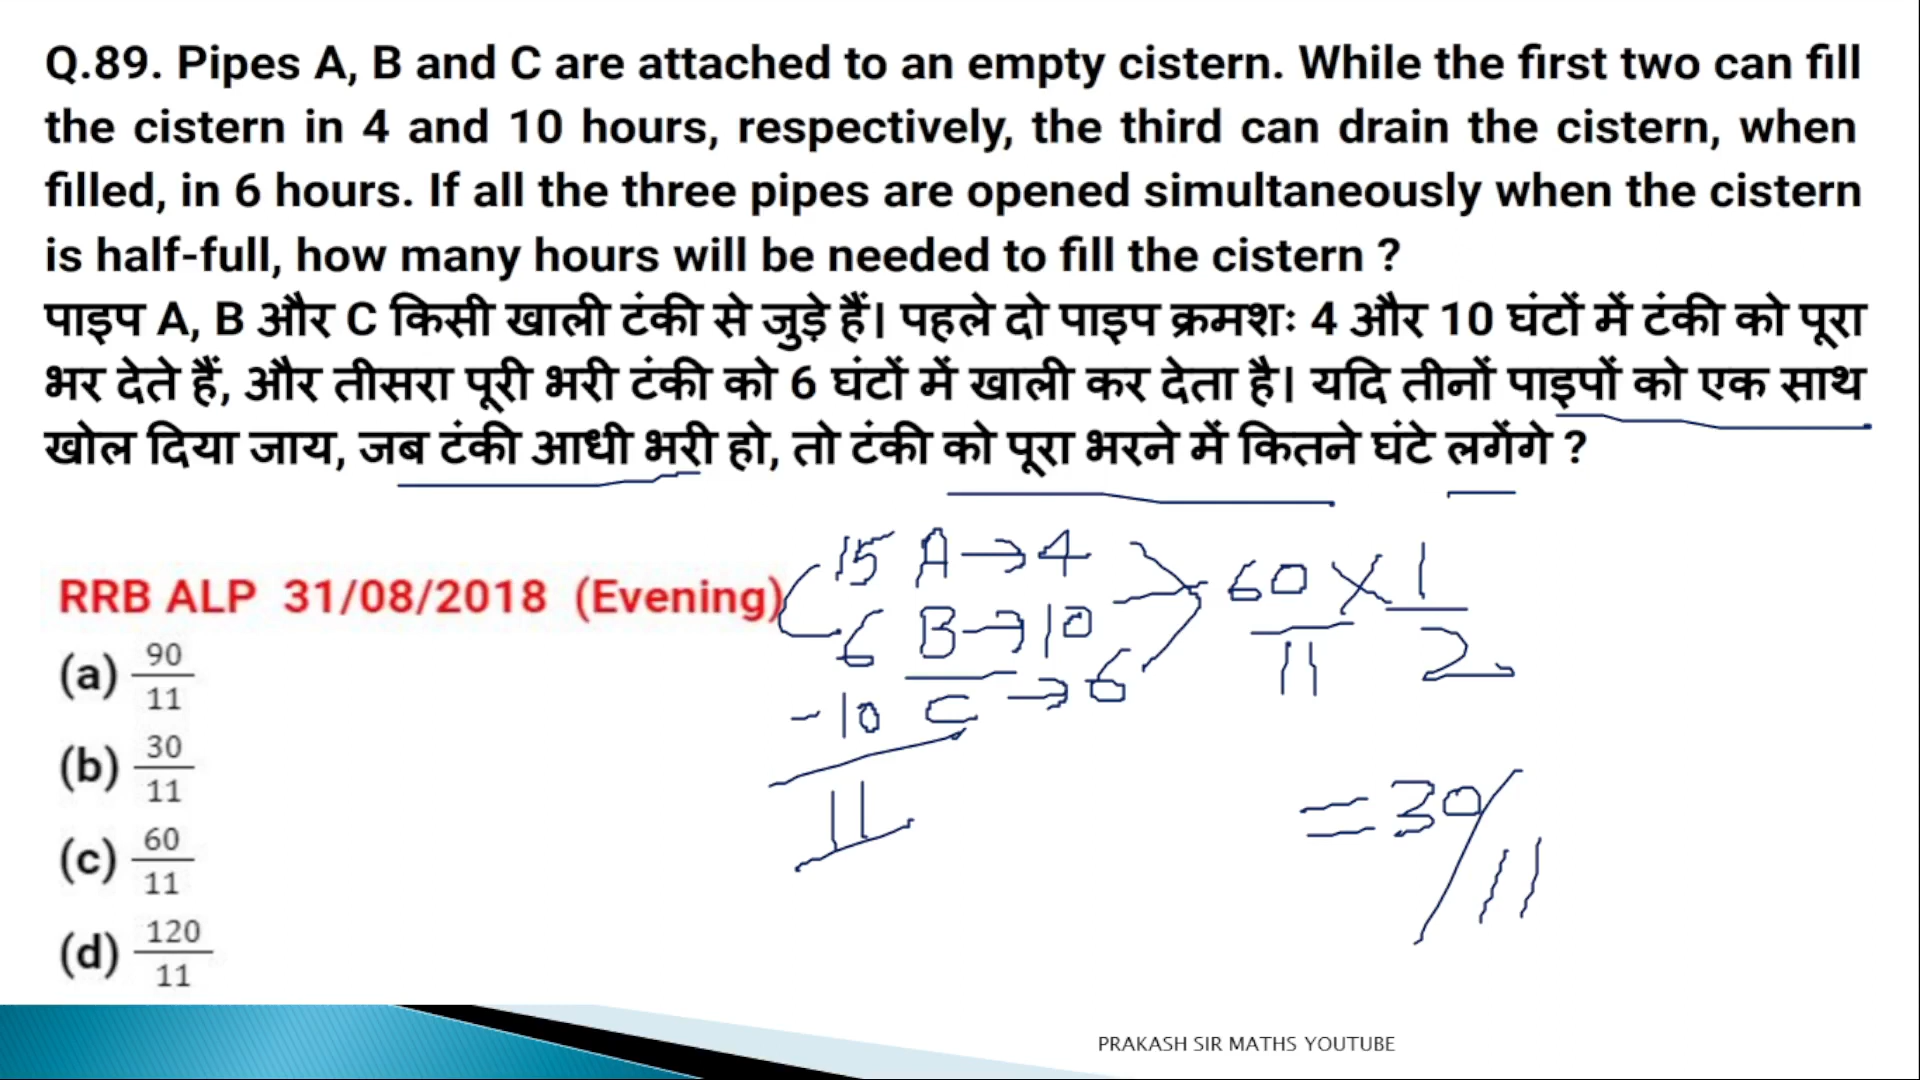 Q.89. Pipes A, B and C are attached to an empty cistern. While the first two can fill
the cistern in 4 and 10 hours, respectively, the third can drain the cistern, when
filled, in 6 hours. If all the three pipes are opened simultaneously when the cistern
is half-full, how many hours will be needed to fill the cistern ?
पाइप A, B और C किसी खाली टंकी से जुड़े हैं। पहले दो पाइप क्रमशः 4 और 10 घंटों में टंकी को पूरा
भर देते हैं, और तीसरा पूरी भरी टंकी को 6 घंटों में खाली कर देता है। यदि तीनों पाइपों को एक साथ
खोल दिया जाय, जब टंकी आधी भरी हो, तो टंकी को पूरा भरने में कितने घंटे लगेंगे ?
RRB ALP 31/08/2018 (Evening)
(a) 90/11
(b) 30/11
(c) 60/11
(d) 120/11
15 A → 4
6 B → 10
-10 C → 6
11
60/11 × 1/2
= 30/11
PRAKASH SIR MATHS YOUTUBE